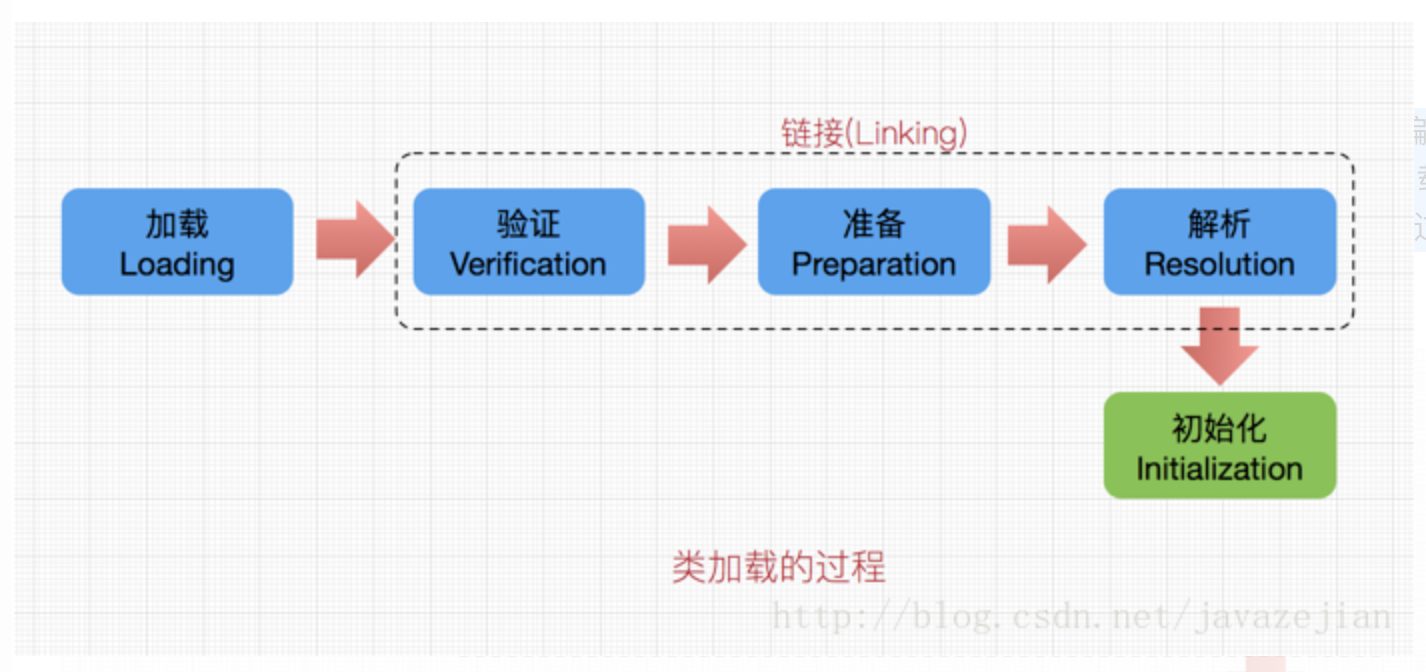 链接(Linking)
加载
Loading
验证
Verification
准备
Preparation
解析
Resolution
初始化
Initialization
类加载的过程
http://blog.csdn.net/javazejian